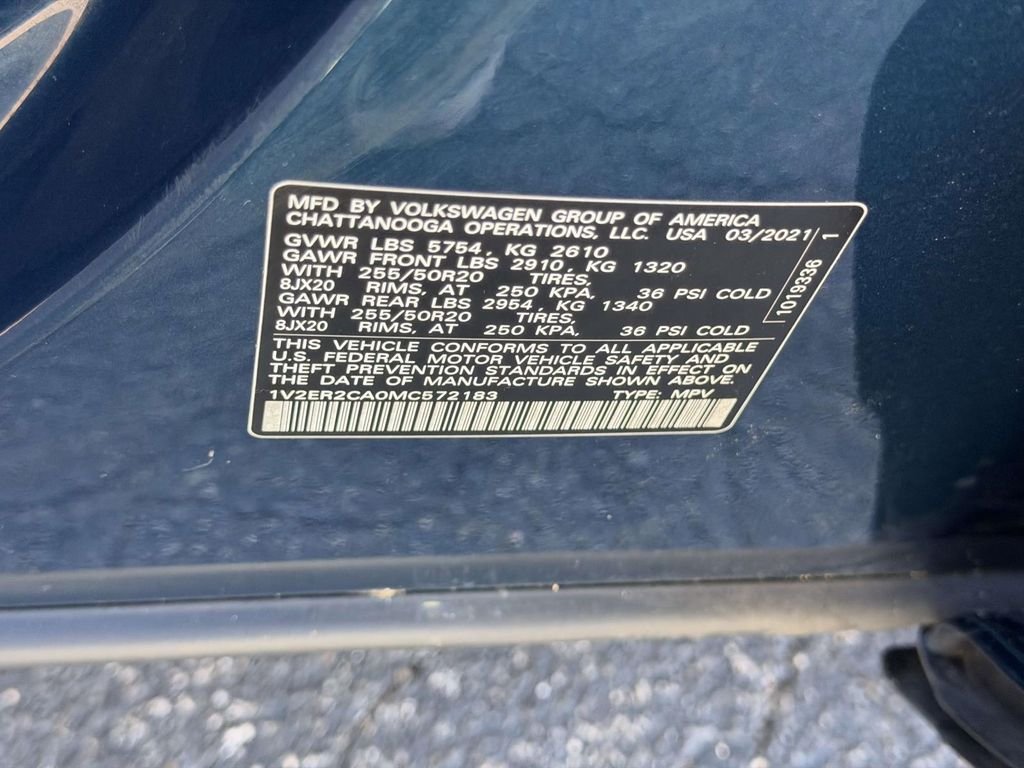 MFD BY VOLKSWAGEN GROUP OF AMERICA
CHATTANOOGA OPERATIONS, LLC. USA 03/2021
GVWR LBS 5754, KG 2610
GAWR FRONT LBS 2910, KG 1320
WITH 255/50R20 TIRES,
8JX20 RIMS, AT 250 KPA, 36 PSI COLD
GAWR REAR LBS 2954, KG 1340
WITH 255/50R20 TIRES,
8JX20 RIMS, AT 250 KPA, 36 PSI COLD
THIS VEHICLE CONFORMS TO ALL APPLICABLE
U.S. FEDERAL MOTOR VEHICLE SAFETY AND
THEFT PREVENTION STANDARDS IN EFFECT ON
THE DATE OF MANUFACTURE SHOWN ABOVE.
1V2ER2CA0MC572183 TYPE: MPV
1019336 1